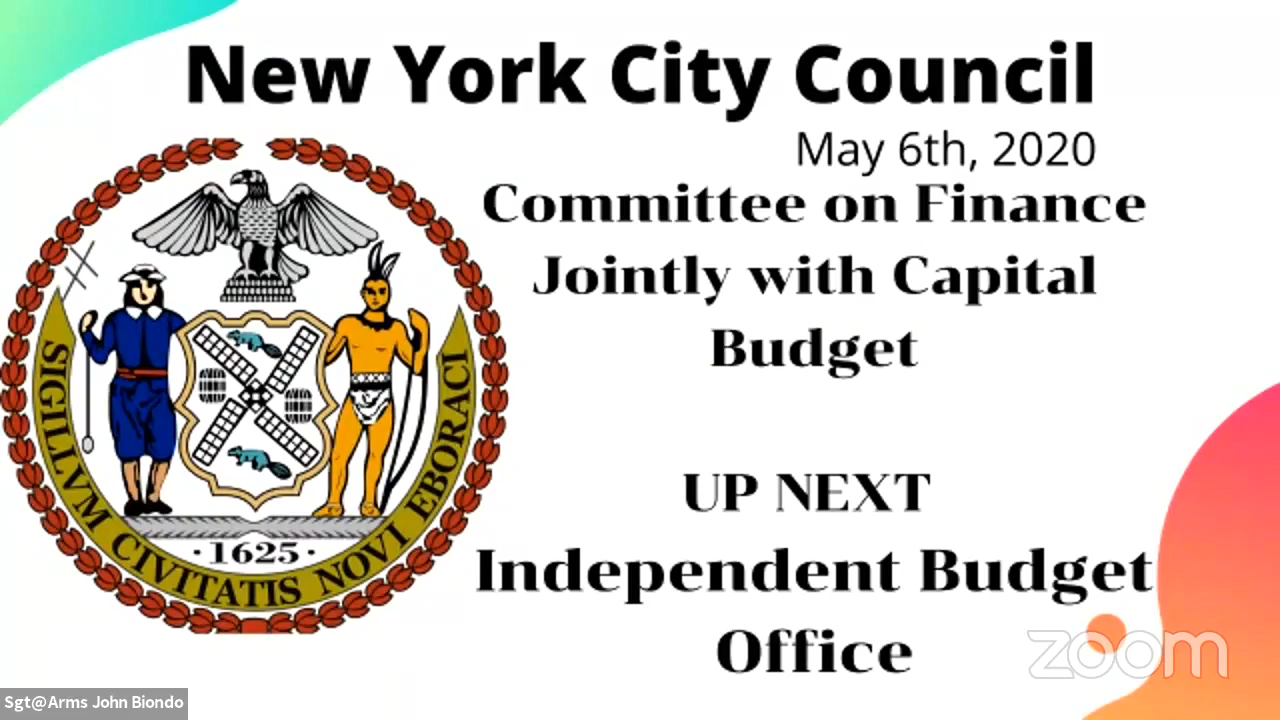 New York City Council
May 6th, 2020
Committee on Finance
Jointly with Capital
Budget
UP NEXT
Independent Budget
Office
SIGILLVM CIVITATIS NOVI EBORACI
·1625·
zoom
Sgt@Arms John Biondo